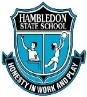 HAMBLEDON
STATE SCHOOL
HONESTY IN WORK AND PLAY